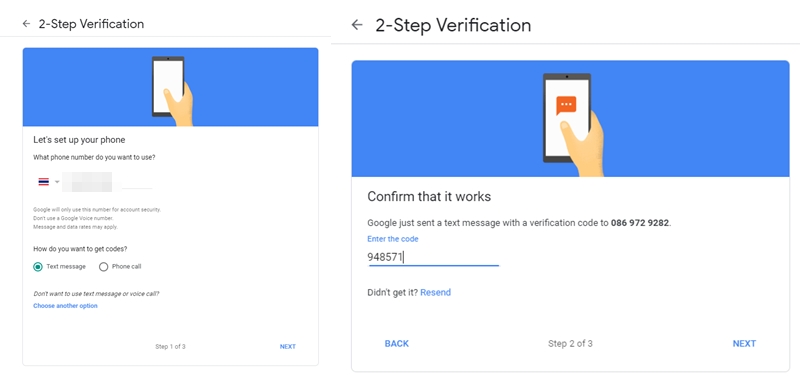 2-Step Verification
Let's set up your phone
What phone number do you want to use?
Google will only use this number for account security.
Don't use a Google Voice number.
Message and data rates may apply.
How do you want to get codes?
Text message Phone call
Don't want to use text message or voice call?
Choose another option
Step 1 of 3 NEXT
2-Step Verification
Confirm that it works
Google just sent a text message with a verification code to 086 972 9282.
Enter the code
948571
Didn't get it? Resend
BACK Step 2 of 3 NEXT